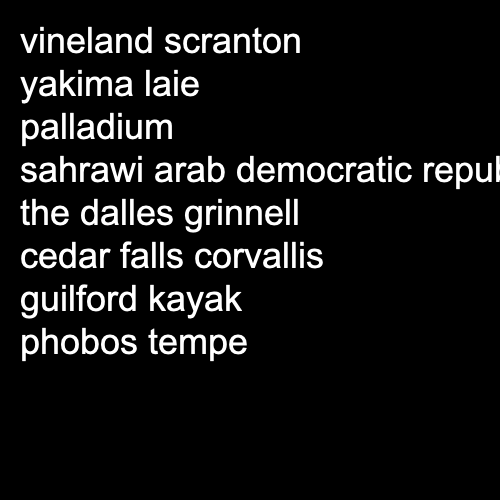 vineland scranton
yakima laie
palladium
sahrawi arab democratic
the dalles grinnell
cedar falls corvallis
guilford kayak
phobos tempe